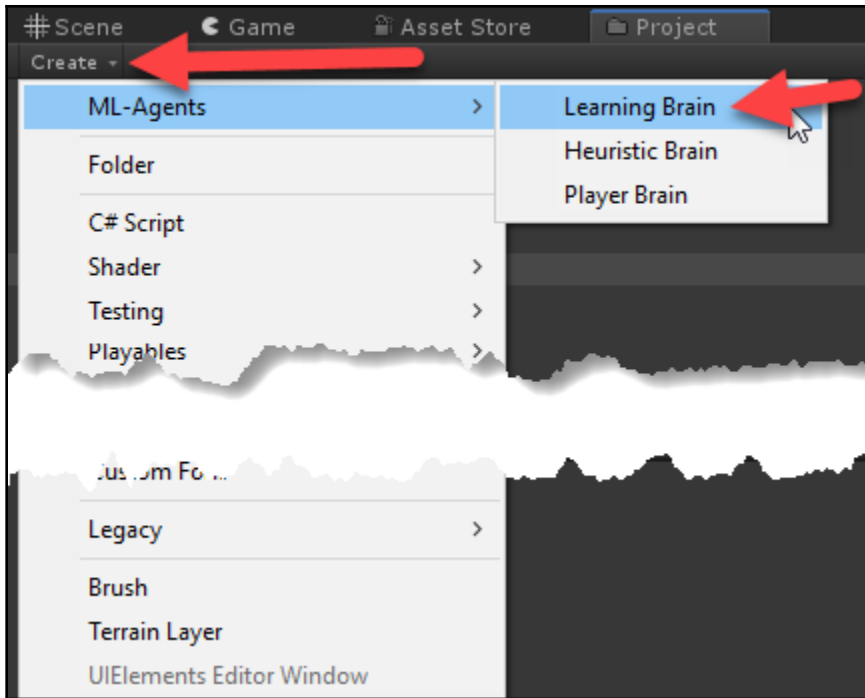 Scene Game Asset Store Project
Create
ML-Agents
Learning Brain
Heuristic Brain
Player Brain
Folder
C# Script
Shader
Testing
Playables
Legacy
Brush
Terrain Layer
UIElements Editor Window